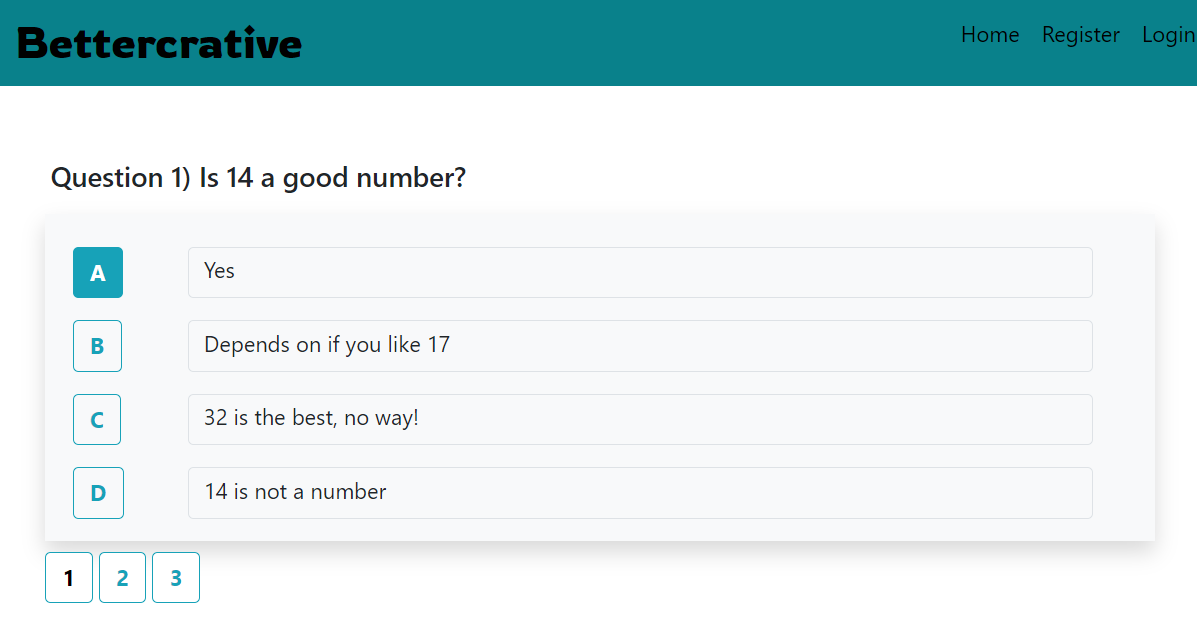 Bettercrative
Home Register Login
Question 1) Is 14 a good number?
A Yes
B Depends on if you like 17
C 32 is the best, no way!
D 14 is not a number
1 2 3